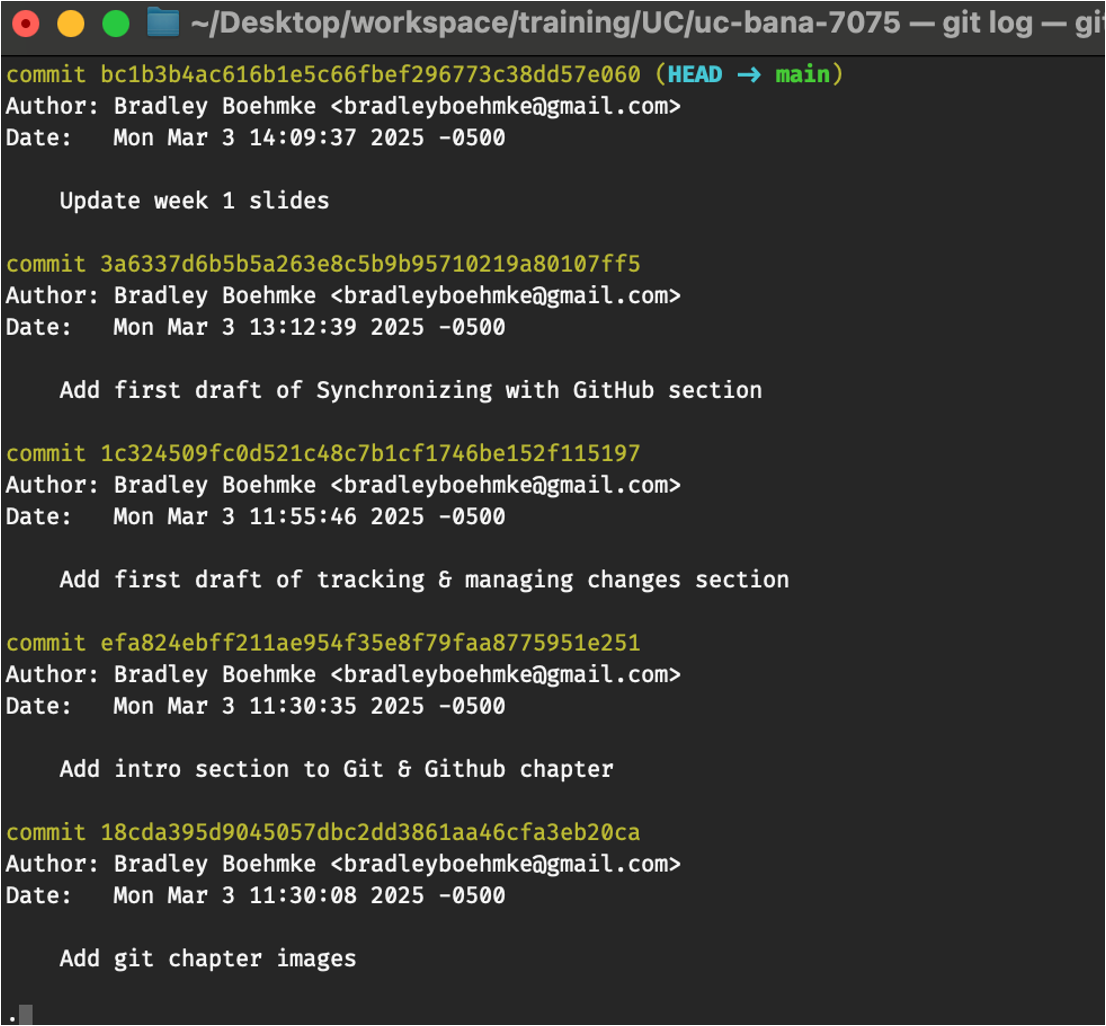 ~/Desktop/workspace/training/UC/uc-bana-7075 — git log — gi
commit bc1b3b4ac616b1e5c66fbef296773c38dd57e060 (HEAD → main)
Author: Bradley Boehmke <bradleyboehmke@gmail.com>
Date:   Mon Mar 3 14:09:37 2025 -0500
Update week 1 slides
commit 3a6337d6b5b5a263e8c5b9b95710219a80107ff5
Author: Bradley Boehmke <bradleyboehmke@gmail.com>
Date:   Mon Mar 3 13:12:39 2025 -0500
Add first draft of Synchronizing with GitHub section
commit 1c324509fc0d521c48c7b1cf1746be152f115197
Author: Bradley Boehmke <bradleyboehmke@gmail.com>
Date:   Mon Mar 3 11:55:46 2025 -0500
Add first draft of tracking & managing changes section
commit efa824ebff211ae954f35e8f79faa8775951e251
Author: Bradley Boehmke <bradleyboehmke@gmail.com>
Date:   Mon Mar 3 11:30:35 2025 -0500
Add intro section to Git & Github chapter
commit 18cda395d9045057dbc2dd3861aa46cfa3eb20ca
Author: Bradley Boehmke <bradleyboehmke@gmail.com>
Date:   Mon Mar 3 11:30:08 2025 -0500
Add git chapter images
.